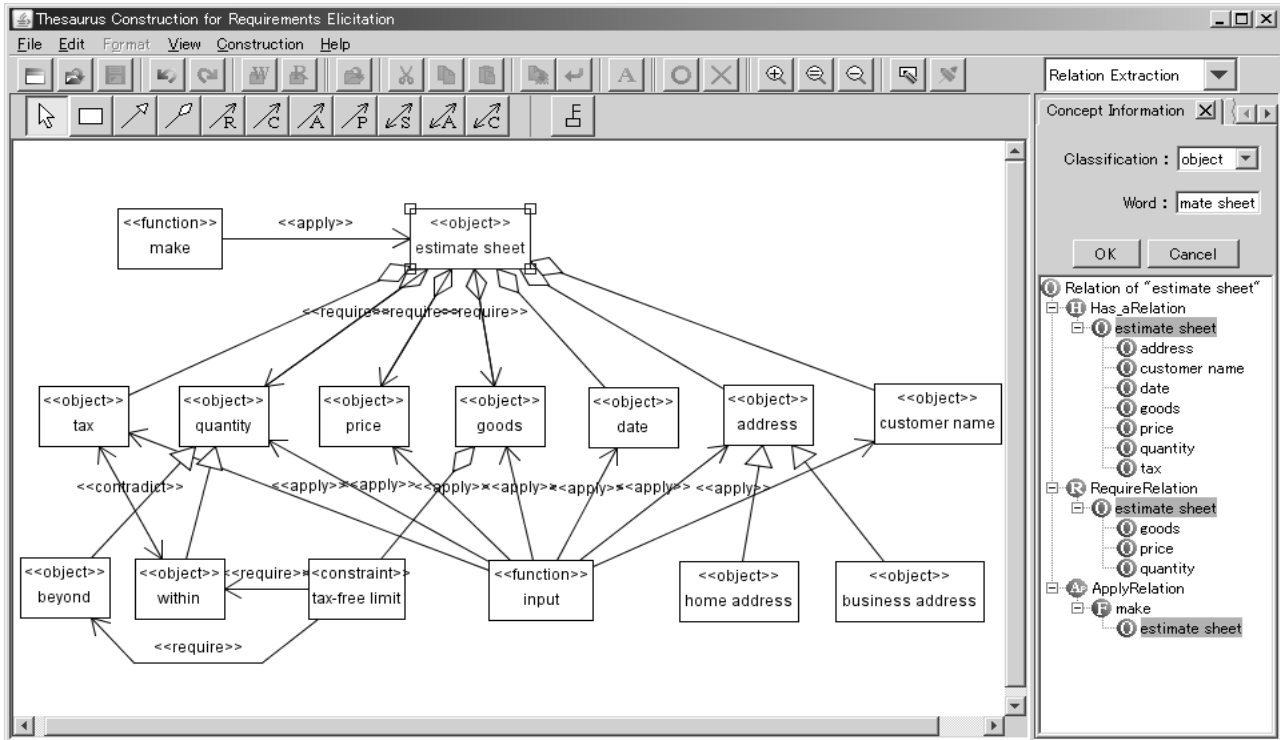 Thesaurus Construction for Requirements Elicitation
File Edit Format View Construction Help
W R A
Relation Extraction
R C A P S A C
Concept Information
Classification : object
Word : mate sheet
OK Cancel
<<function>>
make
<<apply>>
<<object>>
estimate sheet
<<require>>
<<require>>
<<require>>
<<object>>
tax
<<object>>
quantity
<<object>>
price
<<object>>
goods
<<object>>
date
<<object>>
address
<<object>>
customer name
<<contradict>>
<<apply>>
<<apply>>
<<apply>>
<<apply>>
<<apply>>
<<apply>>
<<apply>>
<<object>>
beyond
<<object>>
within
<<require>>
<<constraint>>
tax-free limit
<<function>>
input
<<object>>
home address
<<object>>
business address
<<require>>
Relation of "estimate sheet"
H Has_aRelation
estimate sheet
address
customer name
date
goods
price
quantity
tax
R RequireRelation
estimate sheet
goods
price
quantity
Ap ApplyRelation
F make
estimate sheet